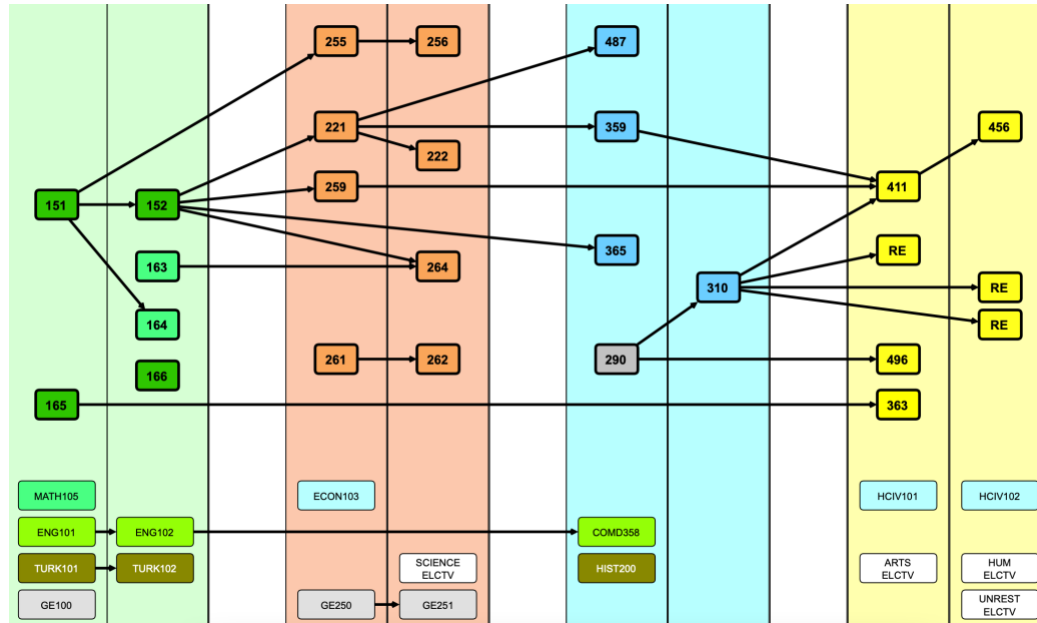 255
256
487
221
359
456
222
259
151
152
411
163
264
365
RE
310
RE
164
RE
166
261
262
290
496
165
363
MATH105
ECON103
HCIV101
HCIV102
ENG101
ENG102
COMD358
TURK101
TURK102
SCIENCE
ELCTV
HIST200
ARTS
ELCTV
HUM
ELCTV
GE100
GE250
GE251
UNREST
ELCTV